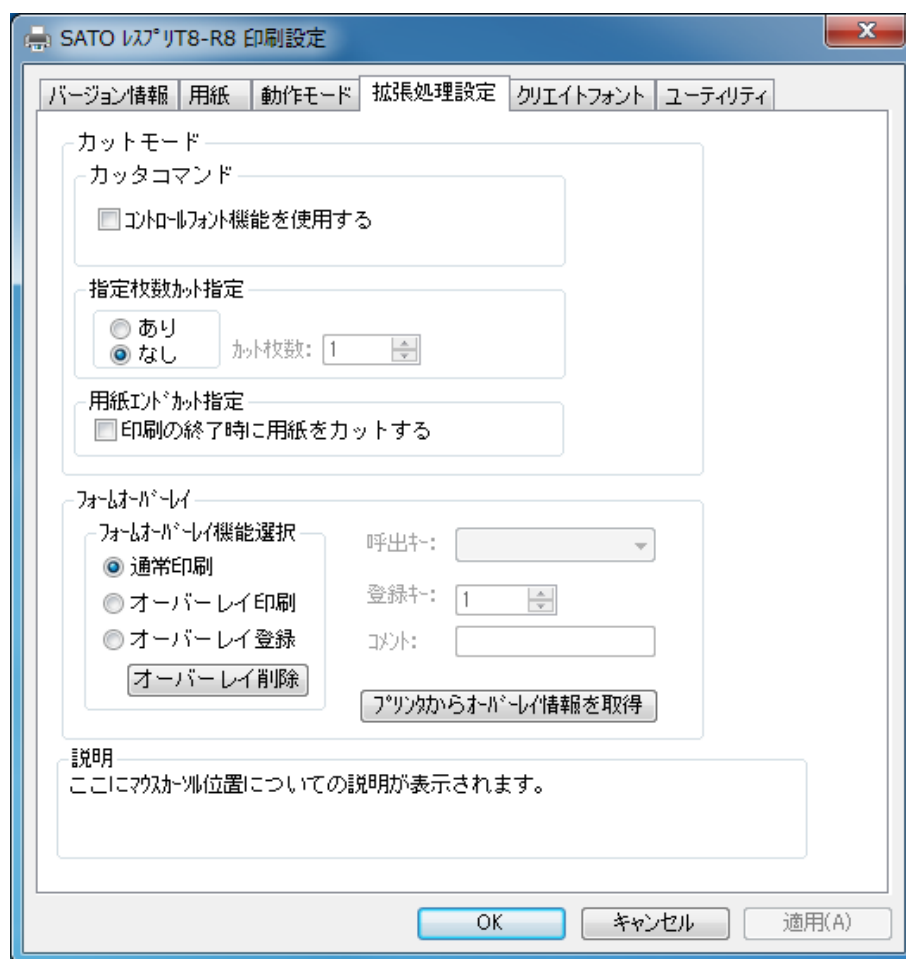 SATO ﾚｽﾌﾟﾘT8-R8 印刷設定
バージョン情報 用紙 動作モード 拡張処理設定 クリエイトフォント ユーティリティ
カットモード
カッタコマンド
ｺﾝﾄﾛｰﾙﾌｫﾝﾄ機能を使用する
指定枚数ｶｯﾄ指定
あり
なし
ｶｯﾄ枚数: 1
用紙ｴﾝﾄﾞｶｯﾄ指定
印刷の終了時に用紙をカットする
ﾌｫｰﾑｵｰﾊﾞｰﾚｲ
ﾌｫｰﾑｵｰﾊﾞｰﾚｲ機能選択
呼出ｷｰ:
通常印刷
登録ｷｰ: 1
オーバーレイ印刷
オーバーレイ登録
ｺﾒﾝﾄ:
オーバーレイ削除
ﾌﾟﾘﾝﾀからｵｰﾊﾞｰﾚｲ情報を取得
説明
ここにﾏｳｽｶｰｿﾙ位置についての説明が表示されます。
OK キャンセル 適用(A)